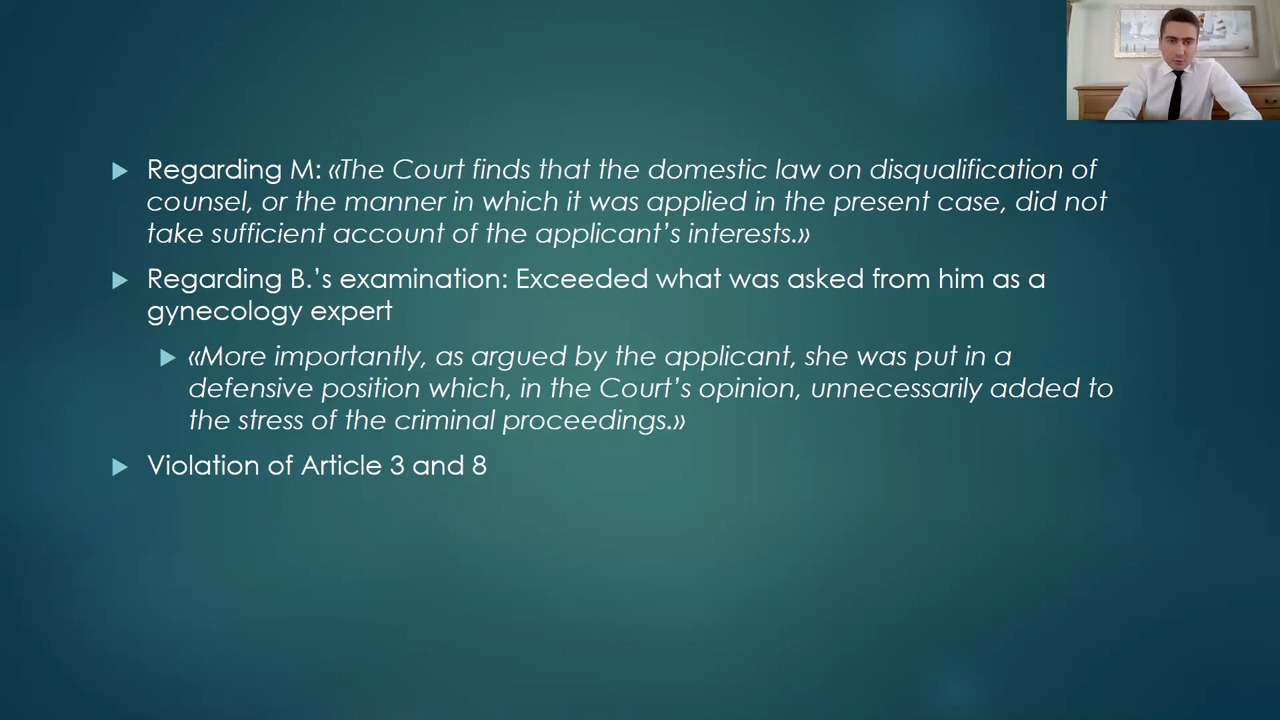 Regarding M: «The Court finds that the domestic law on disqualification of
counsel, or the manner in which it was applied in the present case, did not
take sufficient account of the applicant’s interests.»
Regarding B.’s examination: Exceeded what was asked from him as a
gynecology expert
«More importantly, as argued by the applicant, she was put in a
defensive position which, in the Court’s opinion, unnecessarily added to
the stress of the criminal proceedings.»
Violation of Article 3 and 8